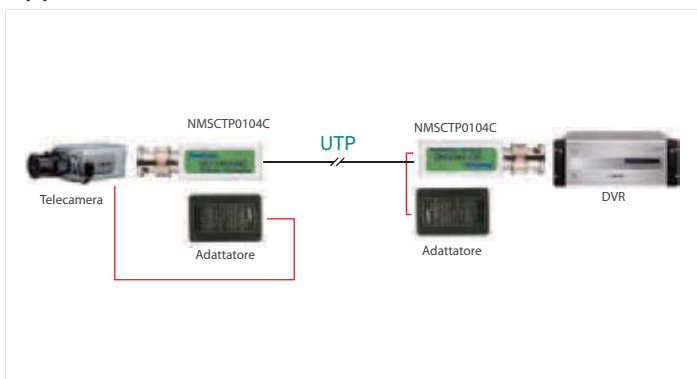 NMSCTP0104C
NMSCTP0104C
UTP
Telecamera
DVR
Adattatore
Adattatore